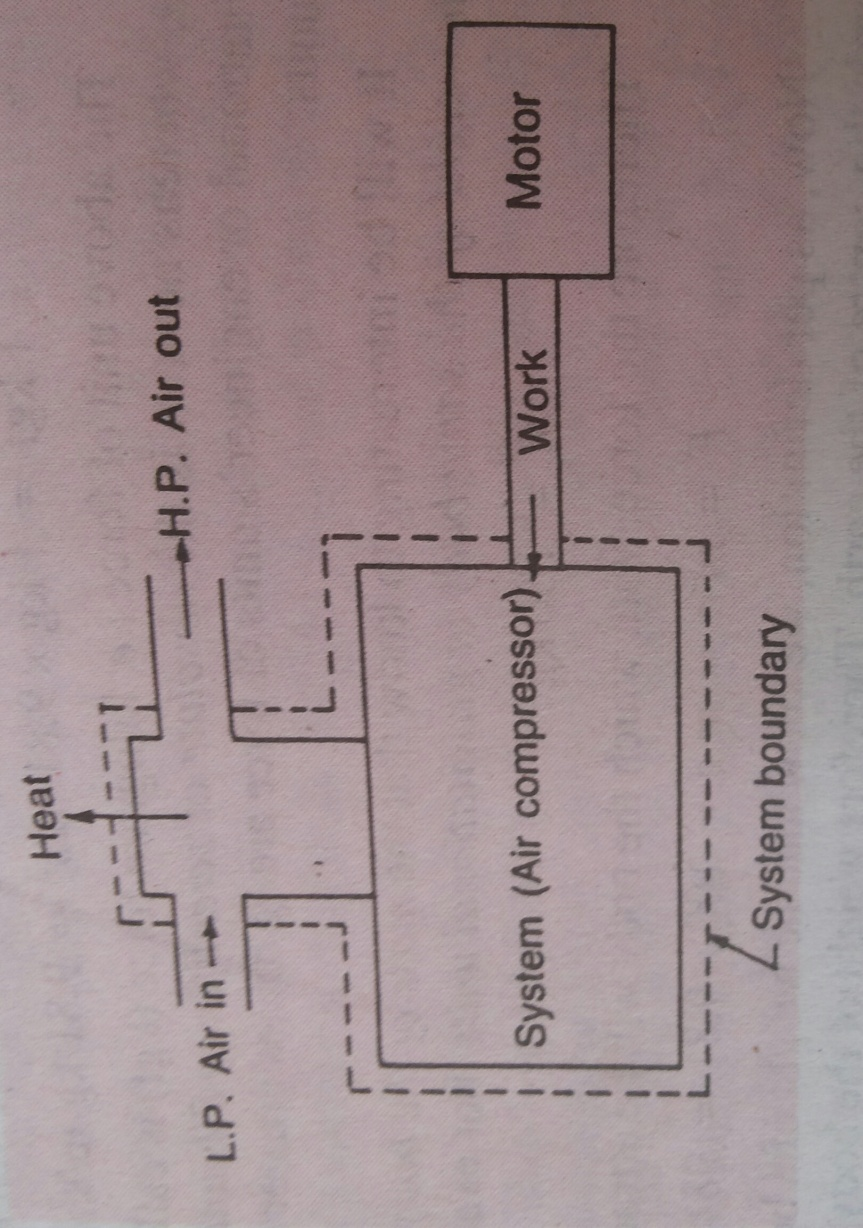 Heat
L.P. Air in
H.P. Air out
System (Air compressor)
Work
Motor
System boundary